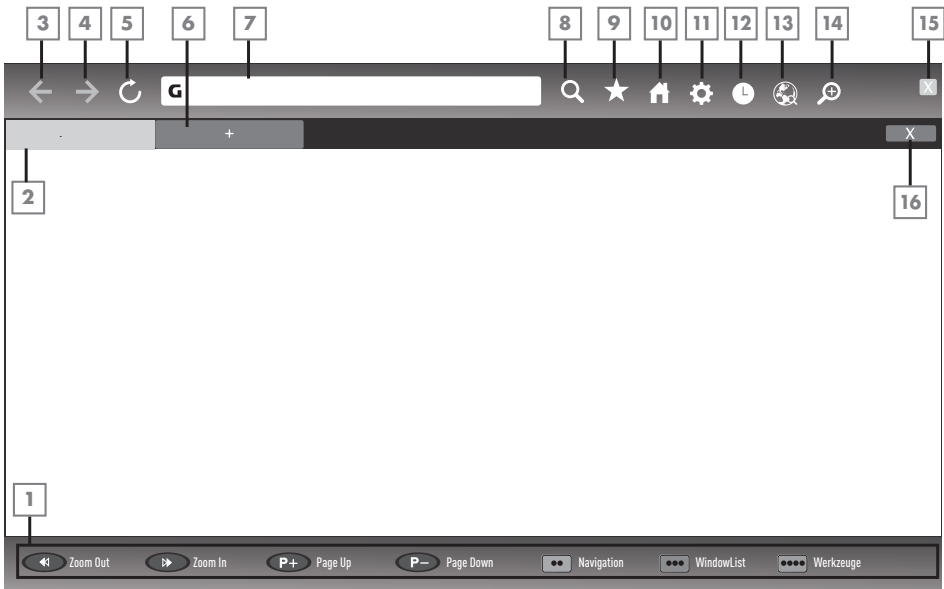 3 4 5 6 7 8 9 10 11 12 13 14 15
G X
- + X
2 16
1
Zoom Out Zoom In P+ Page Up P− Page Down Navigation WindowList Werkzeuge